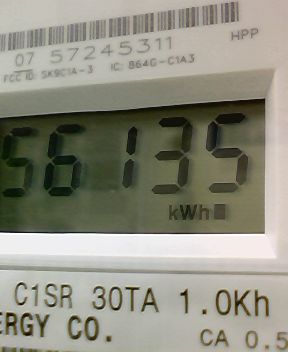 07 57245311
HPP
FCC ID: SK9C1A-3 IC: 864G-C1A3
56135
kWh
C1SR 30TA 1.0Kh
ERGY CO.
CA 0.5